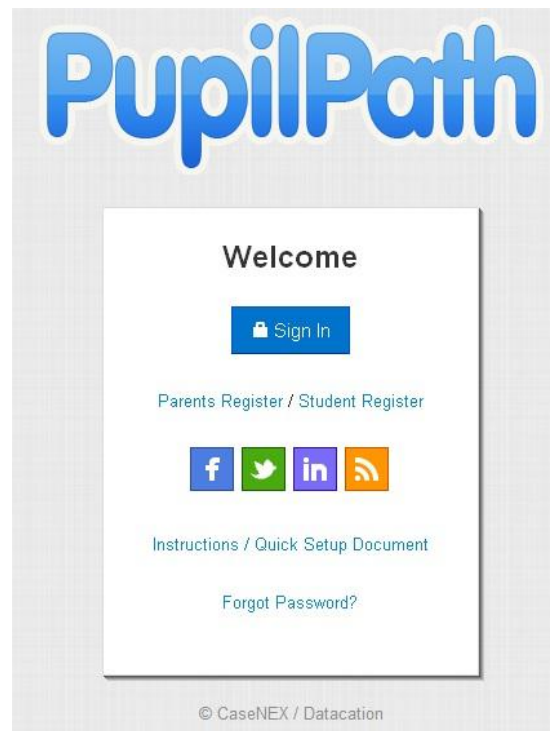 PupilPath
Welcome
Sign In
Parents Register / Student Register
f in
Instructions / Quick Setup Document
Forgot Password?
© CaseNEX / Datacation